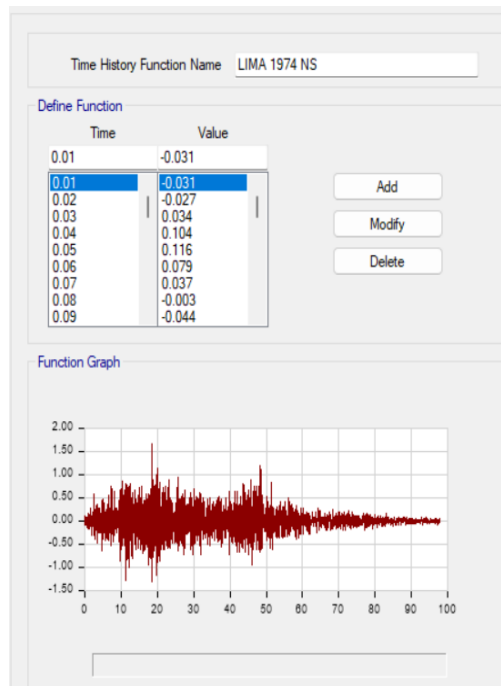 Time History Function Name LIMA 1974 NS
Define Function
Time Value
0.01 -0.031
0.01 -0.031
0.02 -0.027
0.03 0.034
0.04 0.104
0.05 0.116
0.06 0.079
0.07 0.037
0.08 -0.003
0.09 -0.044
Add
Modify
Delete
Function Graph
2.00
1.50
1.00
0.50
0.00
-0.50
-1.00
-1.50
0 10 20 30 40 50 60 70 80 90 100